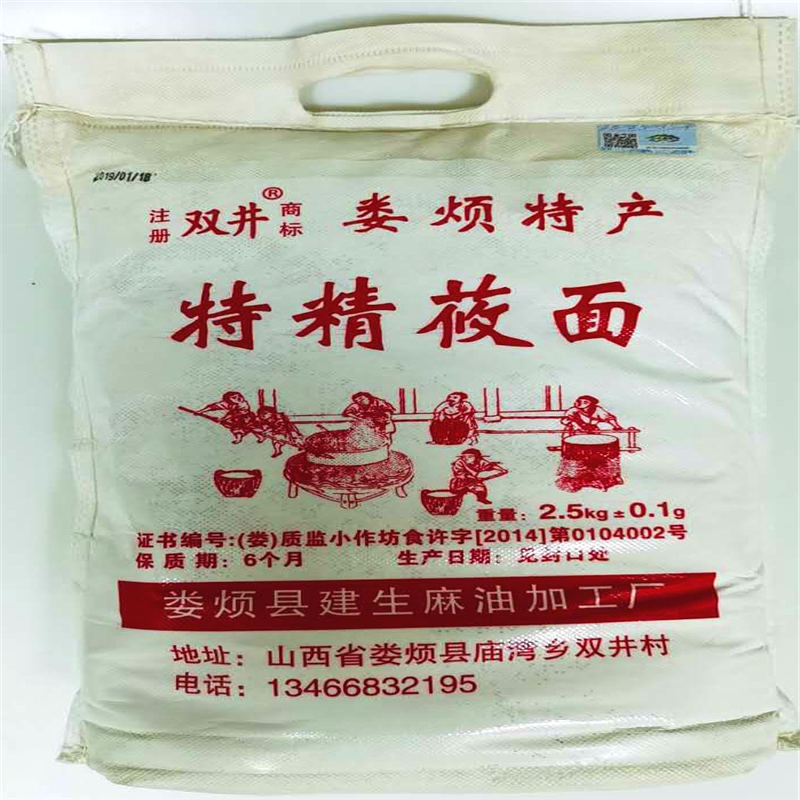 2019/01/18
注册 双井® 商标 娄烦特产
特精莜面
重量：2.5kg±0.1g
证书编号:(娄)质监小作坊食许字[2014]第0104002号
保质期：6个月 生产日期：见封口处
娄烦县建生麻油加工厂
地址：山西省娄烦县庙湾乡双井村
电话：13466832195